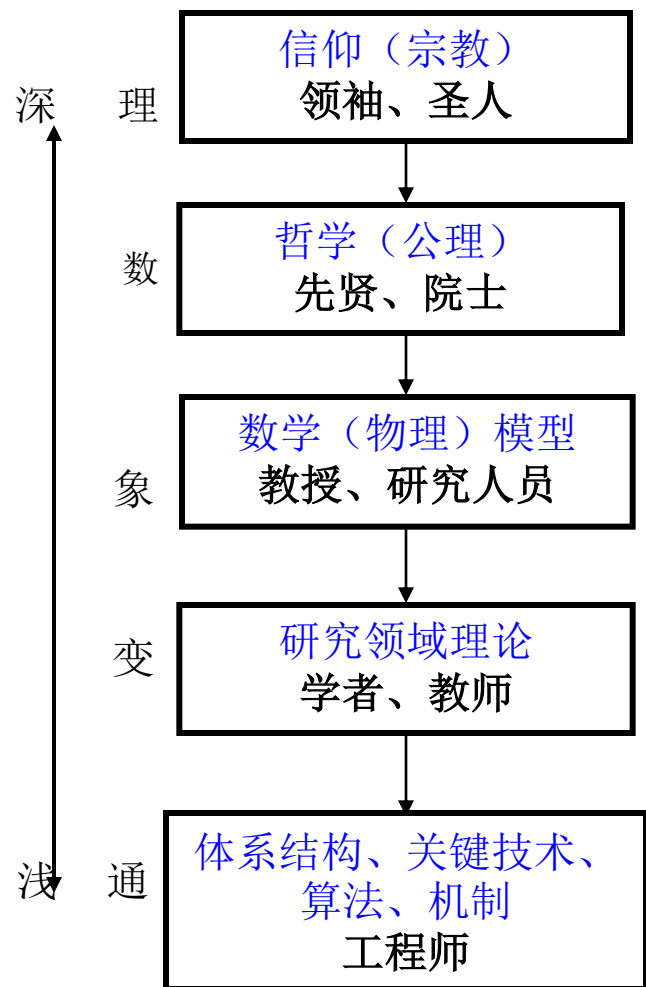 信仰（宗教）
领袖、圣人
深 理
哲学（公理）
先贤、院士
数
数学（物理）模型
教授、研究人员
象
研究领域理论
学者、教师
变
体系结构、关键技术、
算法、机制
工程师
浅 通